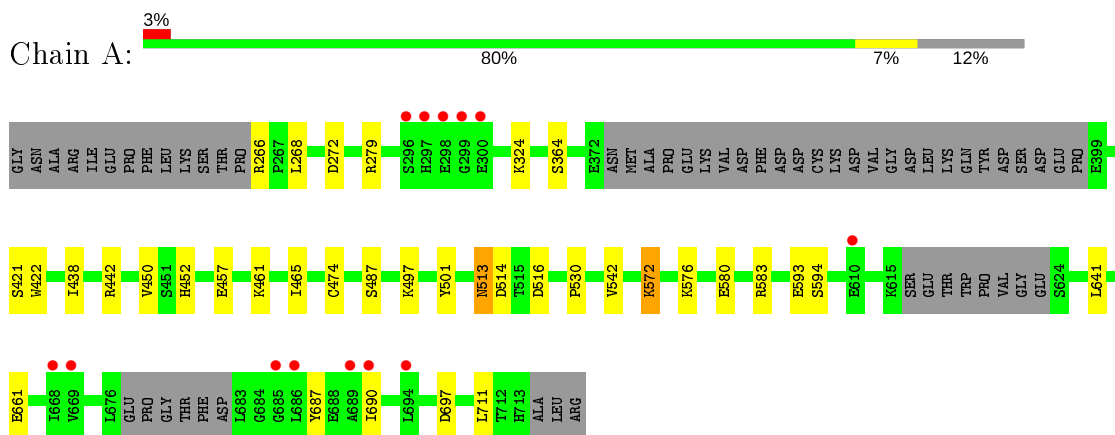 3%
Chain A:
80% 7% 12%
GLY ASN ALA ARG ILE GLU PRO PHE LEU LYS SER THR PRO R266 P267 L268 D272 R279 S296 H297 E298 G299 E300 K324 S364 E372 ASN MET ALA PRO GLU LYS VAL ASP PHE ASP ASP CYS LYS ASP VAL GLY ASP LEU LYS GLN TYR ASP SER ASP GLU PRO E399
S421 W422 I438 R442 V450 S451 H452 E457 K461 I465 C474 S487 K497 Y501 N513 D514 T515 D516 P530 V542 K572 K576 E580 R583 E593 S594 E610 K615 SER GLU THR TRP PRO VAL GLY GLU S624 L641
E661 I668 V669 L676 GLU PRO GLY THR PHE ASP L683 G684 G685 L686 Y687 E688 A689 I690 L694 D697 L711 T712 H713 ALA LEU ARG